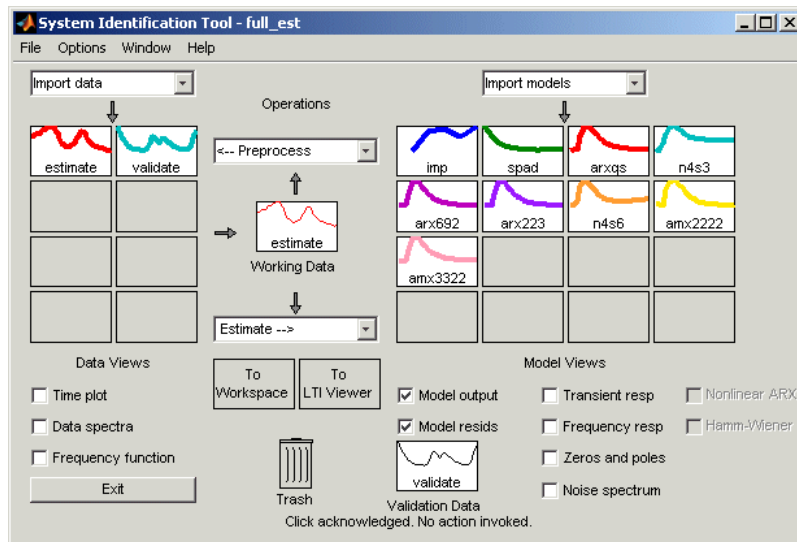 System Identification Tool - full_est
File Options Window Help
Import data
Import models
Operations
estimate
validate
<-- Preprocess
imp
spad
arxqs
n4s3
arx692
arx223
n4s6
amx2222
estimate
Working Data
amx3322
Estimate -->
Data Views
To
Workspace
To
LTI Viewer
Model Views
Time plot
Data spectra
Frequency function
Exit
Model output
Model resids
Transient resp
Frequency resp
Zeros and poles
Noise spectrum
Nonlinear ARX
Hamm-Wiener
Trash
validate
Validation Data
Click acknowledged. No action invoked.